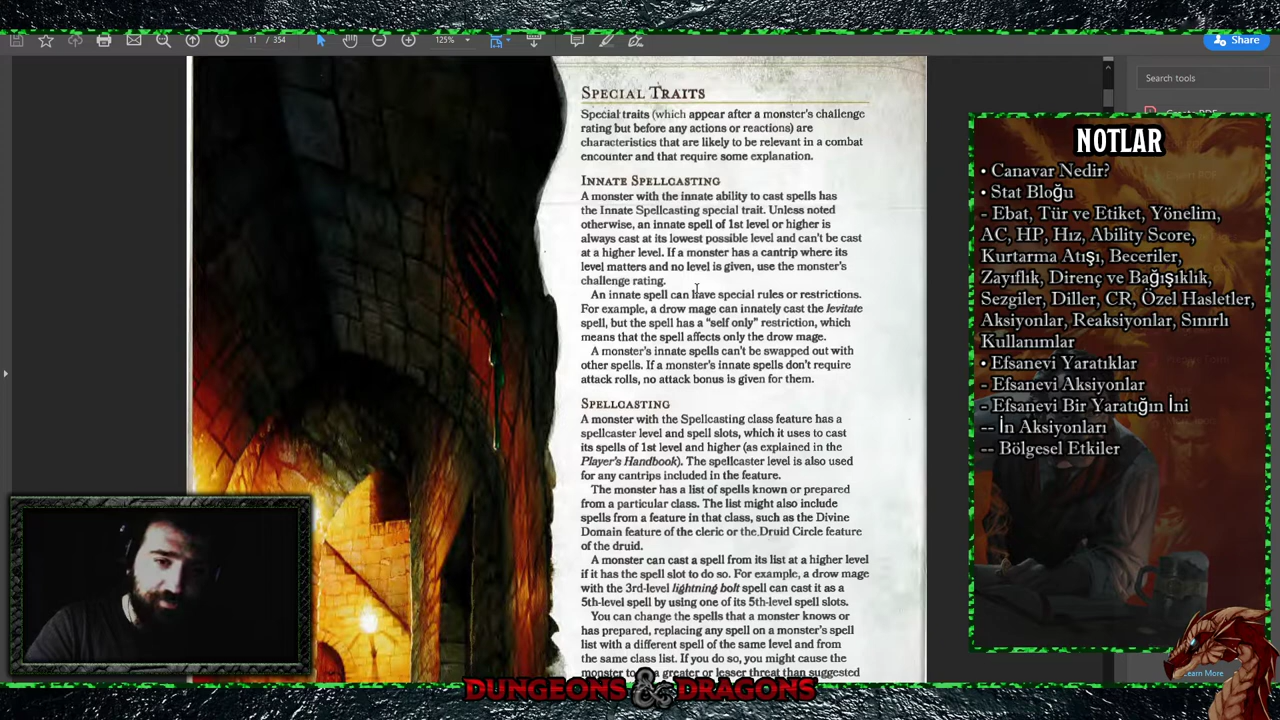 11 / 354
125%
Share
Search tools
SPECIAL TRAITS
Special traits (which appear after a monster's challenge
rating but before any actions or reactions) are
characteristics that are likely to be relevant in a combat
encounter and that require some explanation.
INNATE SPELLCASTING
A monster with the innate ability to cast spells has
the Innate Spellcasting special trait. Unless noted
otherwise, an innate spell of 1st level or higher is
always cast at its lowest possible level and can't be cast
at a higher level. If a monster has a cantrip where its
level matters and no level is given, use the monster's
challenge rating.
An innate spell can have special rules or restrictions.
For example, a drow mage can innately cast the levitate
spell, but the spell has a "self only" restriction, which
means that the spell affects only the drow mage.
A monster's innate spells can't be swapped out with
other spells. If a monster's innate spells don't require
attack rolls, no attack bonus is given for them.
SPELLCASTING
A monster with the Spellcasting class feature has a
spellcaster level and spell slots, which it uses to cast
its spells of 1st level and higher (as explained in the
Player's Handbook). The spellcaster level is also used
for any cantrips included in the feature.
The monster has a list of spells known or prepared
from a particular class. The list might also include
spells from a feature in that class, such as the Divine
Domain feature of the cleric or the Druid Circle feature
of the druid.
A monster can cast a spell from its list at a higher level
if it has the spell slot to do so. For example, a drow mage
with the 3rd-level lightning bolt spell can cast it as a
5th-level spell by using one of its 5th-level spell slots.
You can change the spells that a monster knows or
has prepared, replacing any spell on a monster's spell
list with a different spell of the same level and from
the same class list. If you do so, you might cause the
monster to a greater or lesser threat than suggested
NOTLAR
• Canavar Nedir?
• Stat Bloğu
- Ebat, Tür ve Etiket, Yönelim,
AC, HP, Hız, Ability Score,
Kurtarma Atışı, Beceriler,
Zayıflık, Direnç ve Bağışıklık,
Sezgiler, Diller, CR, Özel Hasletler,
Aksiyonlar, Reaksiyonlar, Sınırlı
Kullanımlar
• Efsanevi Yaratıklar
- Efsanevi Aksiyonlar
- Efsanevi Bir Yaratığın İni
-- İn Aksiyonları
-- Bölgesel Etkiler
Learn More
DUNGEONS & DRAGONS